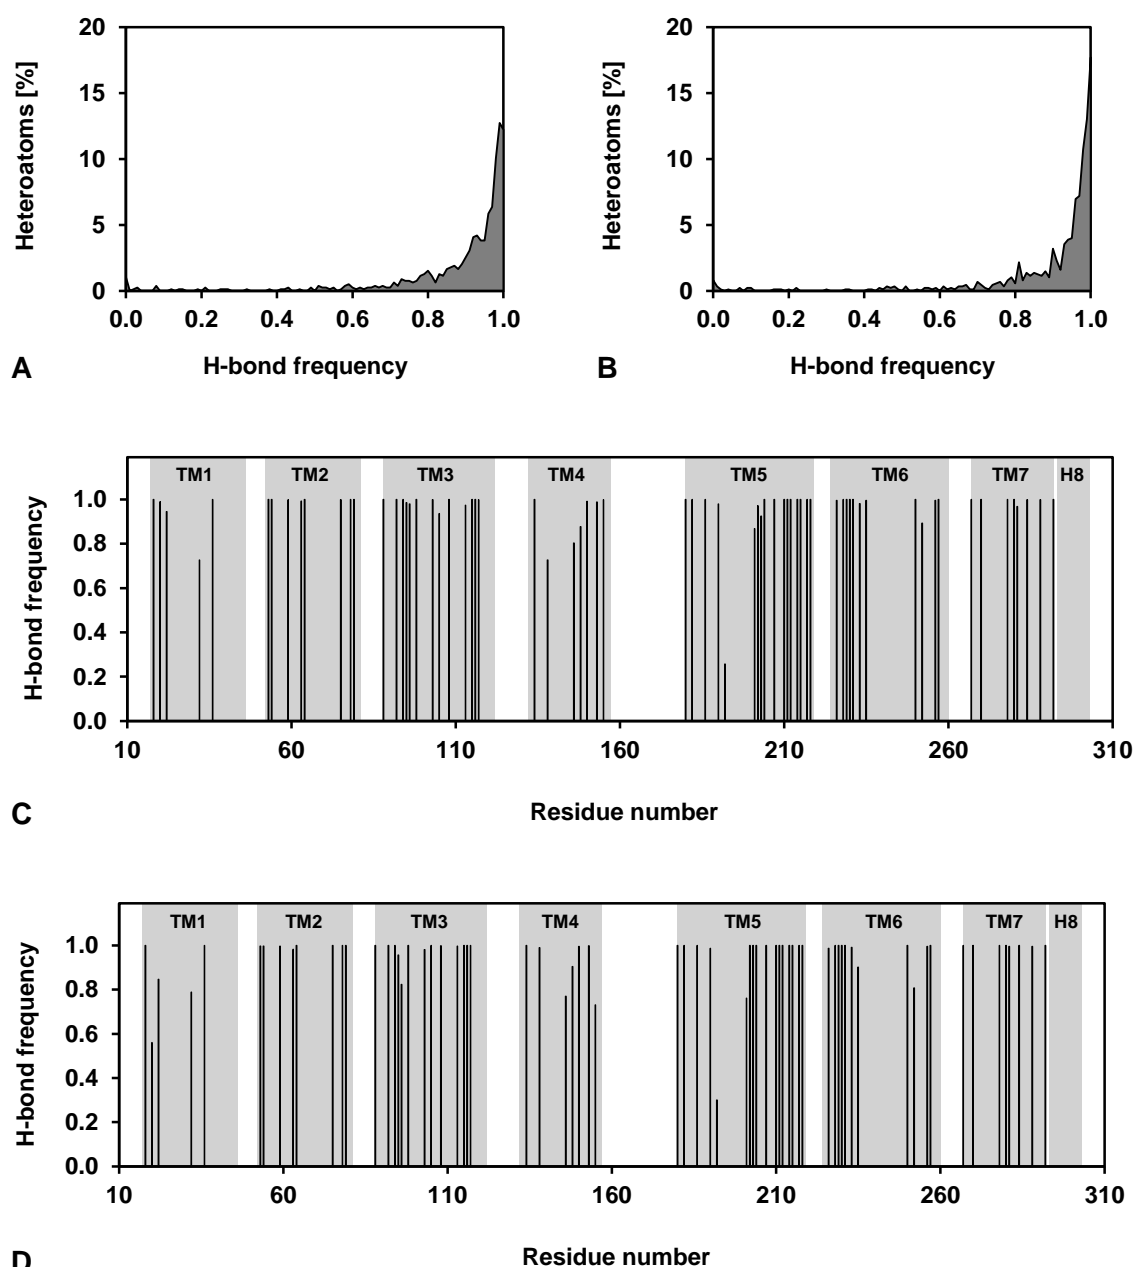 20 20
15 15
10 10
5 5
0 0
Heteroatoms [%] Heteroatoms [%]
0.0 0.2 0.4 0.6 0.8 1.0 0.0 0.2 0.4 0.6 0.8 1.0
A H-bond frequency B H-bond frequency
TM1 TM2 TM3 TM4 TM5 TM6 TM7 H8
1.0
0.8
0.6
0.4
0.2
0.0
H-bond frequency
10 60 110 160 210 260 310
C Residue number
TM1 TM2 TM3 TM4 TM5 TM6 TM7 H8
1.0
0.8
0.6
0.4
0.2
0.0
H-bond frequency
10 60 110 160 210 260 310
D Residue number